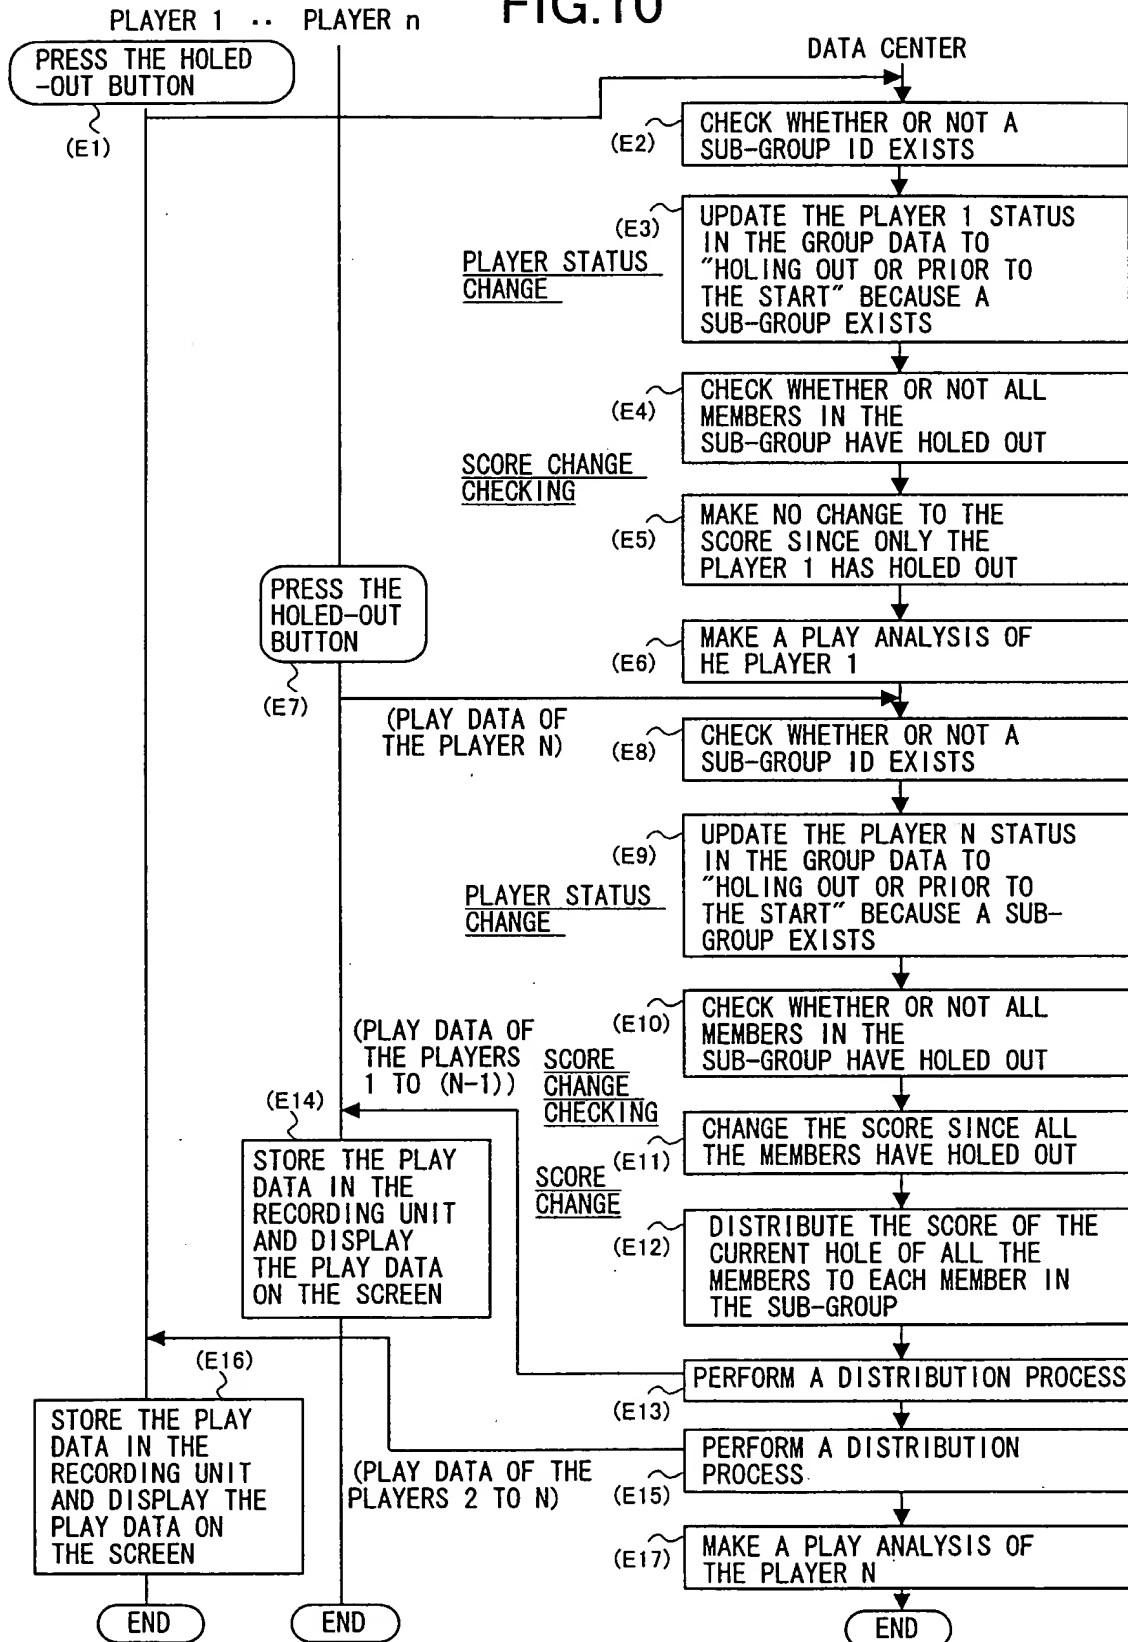 FIG.10
PLAYER 1 ‥ PLAYER n
DATA CENTER
PRESS THE HOLED
-OUT BUTTON
(E1)
(E2)
CHECK WHETHER OR NOT A
SUB-GROUP ID EXISTS
(E3)
PLAYER STATUS
CHANGE
UPDATE THE PLAYER 1 STATUS
IN THE GROUP DATA TO
"HOLING OUT OR PRIOR TO
THE START" BECAUSE A
SUB-GROUP EXISTS
(E4)
CHECK WHETHER OR NOT ALL
MEMBERS IN THE
SUB-GROUP HAVE HOLED OUT
SCORE CHANGE
CHECKING
(E5)
MAKE NO CHANGE TO THE
SCORE SINCE ONLY THE
PLAYER 1 HAS HOLED OUT
PRESS THE
HOLED-OUT
BUTTON
(E7)
(E6)
MAKE A PLAY ANALYSIS OF
HE PLAYER 1
(PLAY DATA OF
THE PLAYER N)
(E8)
CHECK WHETHER OR NOT A
SUB-GROUP ID EXISTS
(E9)
PLAYER STATUS
CHANGE
UPDATE THE PLAYER N STATUS
IN THE GROUP DATA TO
"HOLING OUT OR PRIOR TO
THE START" BECAUSE A SUB-
GROUP EXISTS
(E10)
CHECK WHETHER OR NOT ALL
MEMBERS IN THE
SUB-GROUP HAVE HOLED OUT
(PLAY DATA OF
THE PLAYERS
1 TO (N-1))
SCORE
CHANGE
CHECKING
(E14)
STORE THE PLAY
DATA IN THE
RECORDING UNIT
AND DISPLAY
THE PLAY DATA
ON THE SCREEN
(E11)
CHANGE THE SCORE SINCE ALL
THE MEMBERS HAVE HOLED OUT
SCORE
CHANGE
(E12)
DISTRIBUTE THE SCORE OF THE
CURRENT HOLE OF ALL THE
MEMBERS TO EACH MEMBER IN
THE SUB-GROUP
PERFORM A DISTRIBUTION PROCESS
(E13)
(E16)
STORE THE PLAY
DATA IN THE
RECORDING UNIT
AND DISPLAY THE
PLAY DATA ON
THE SCREEN
PERFORM A DISTRIBUTION
PROCESS
(PLAY DATA OF THE
PLAYERS 2 TO N)
(E15)
(E17)
MAKE A PLAY ANALYSIS OF
THE PLAYER N
END
END
END